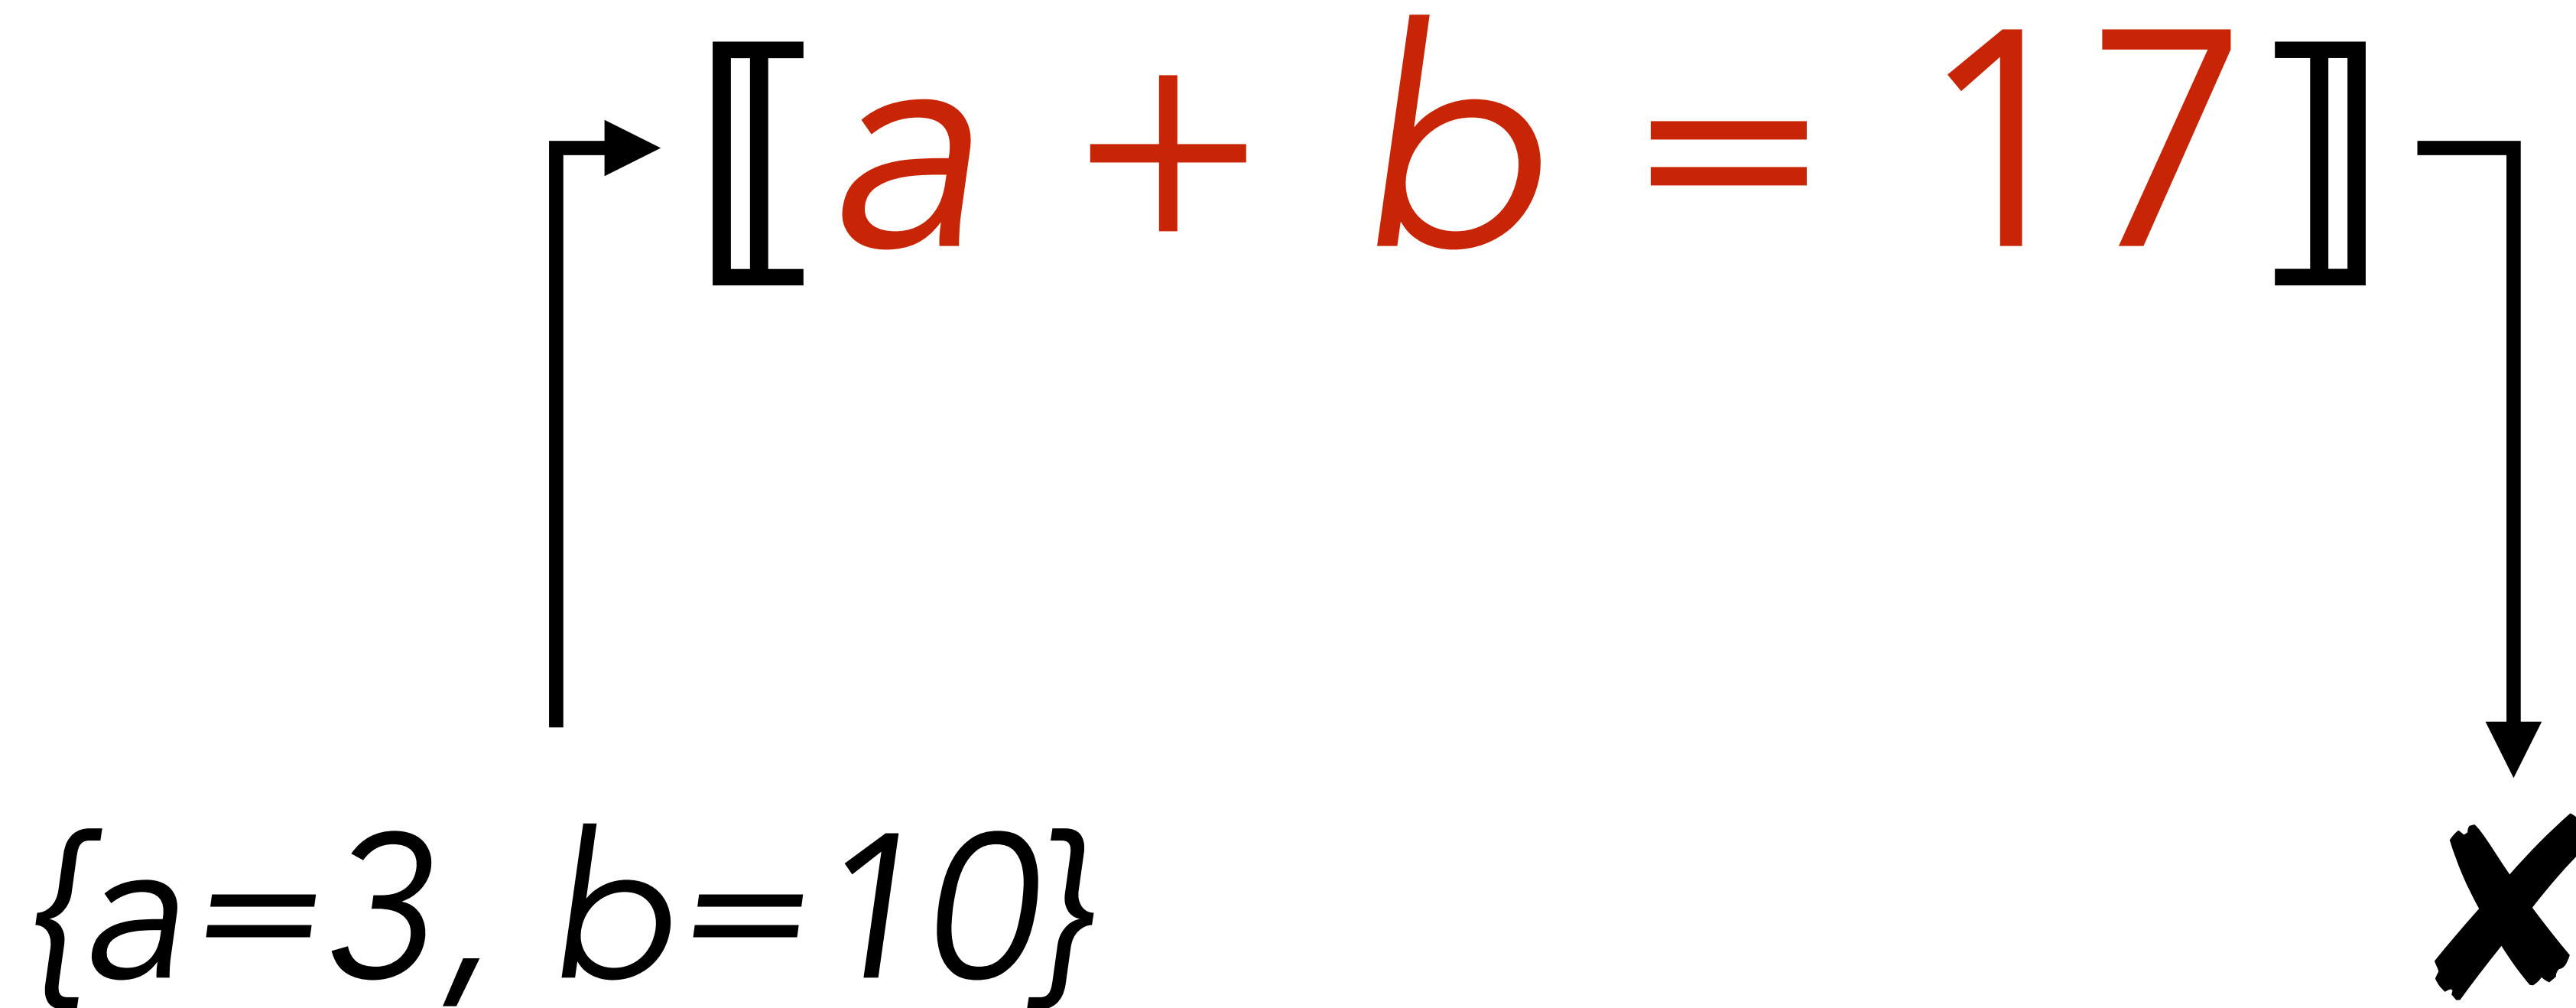 ⟦a + b = 17⟧
{a=3, b=10}
✘